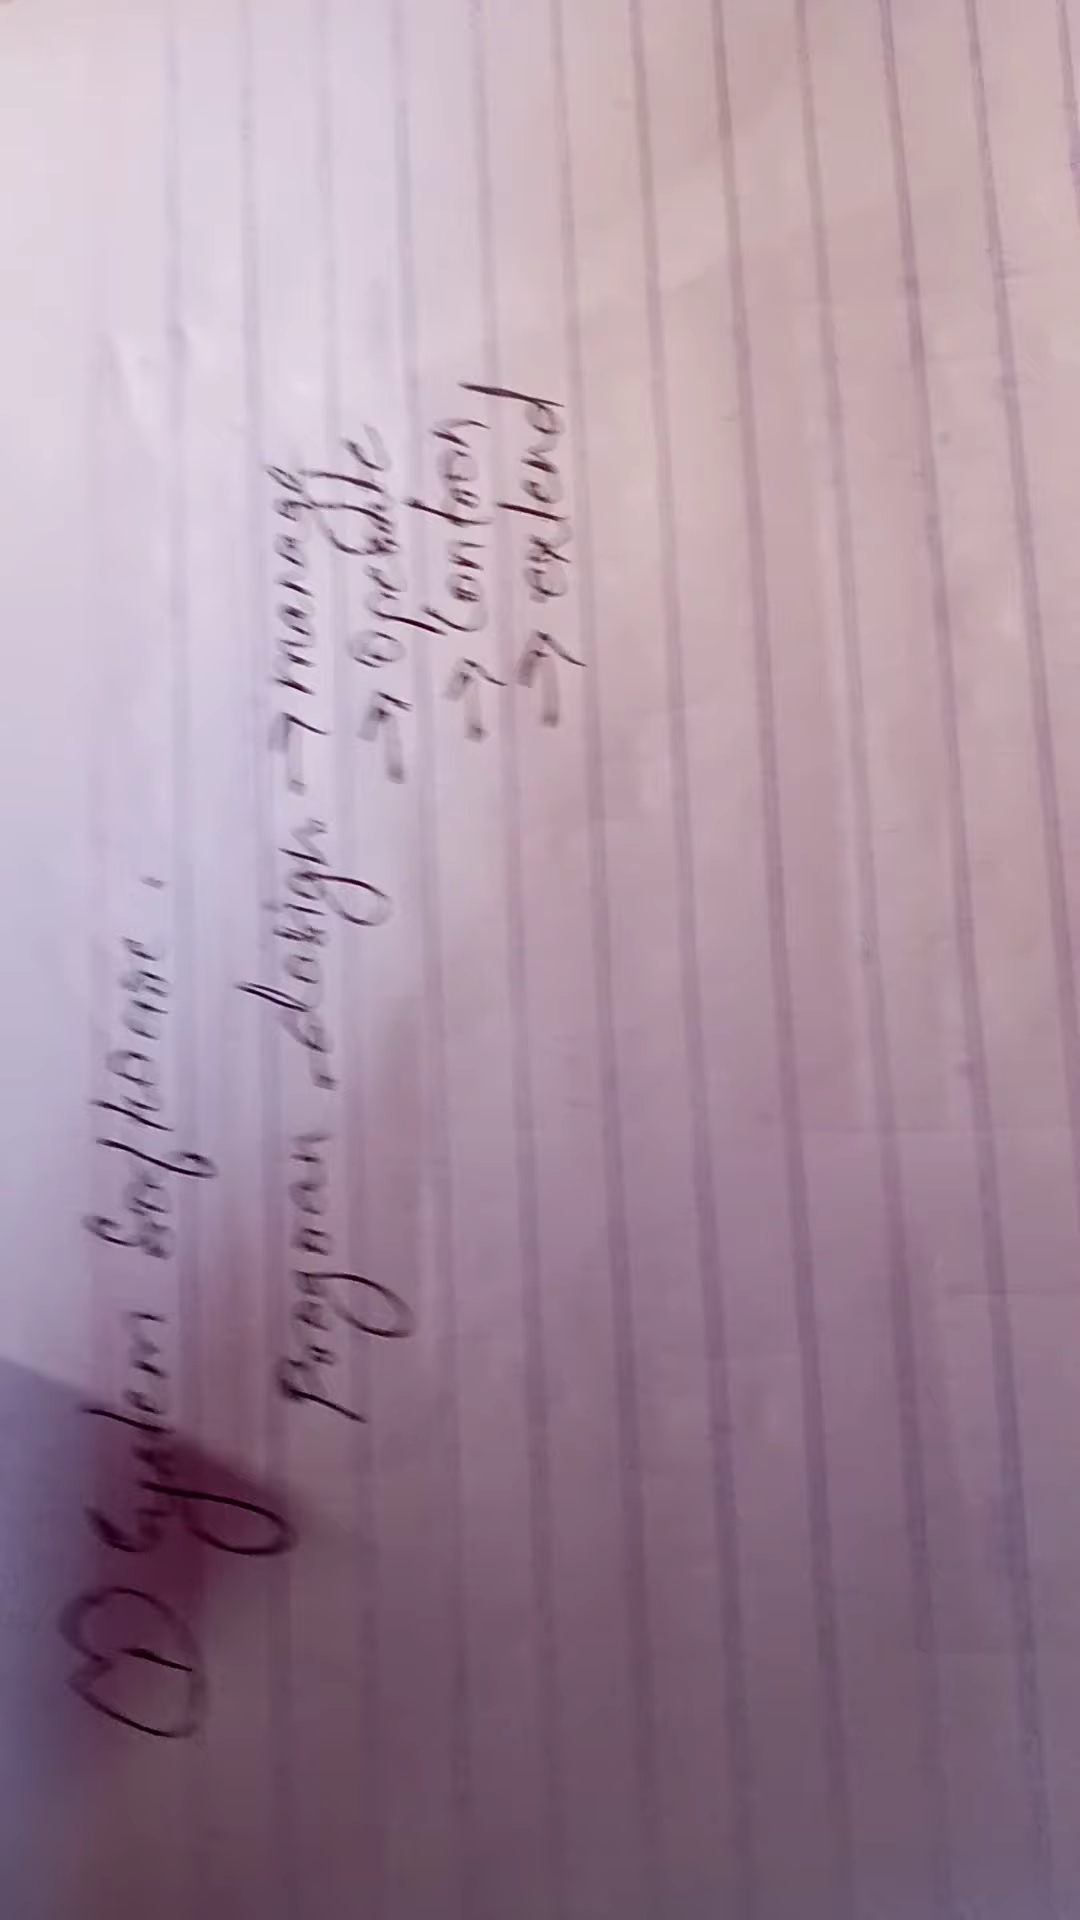 ① System Software.
Program design → manage
→ operate
→ Control
→ extend